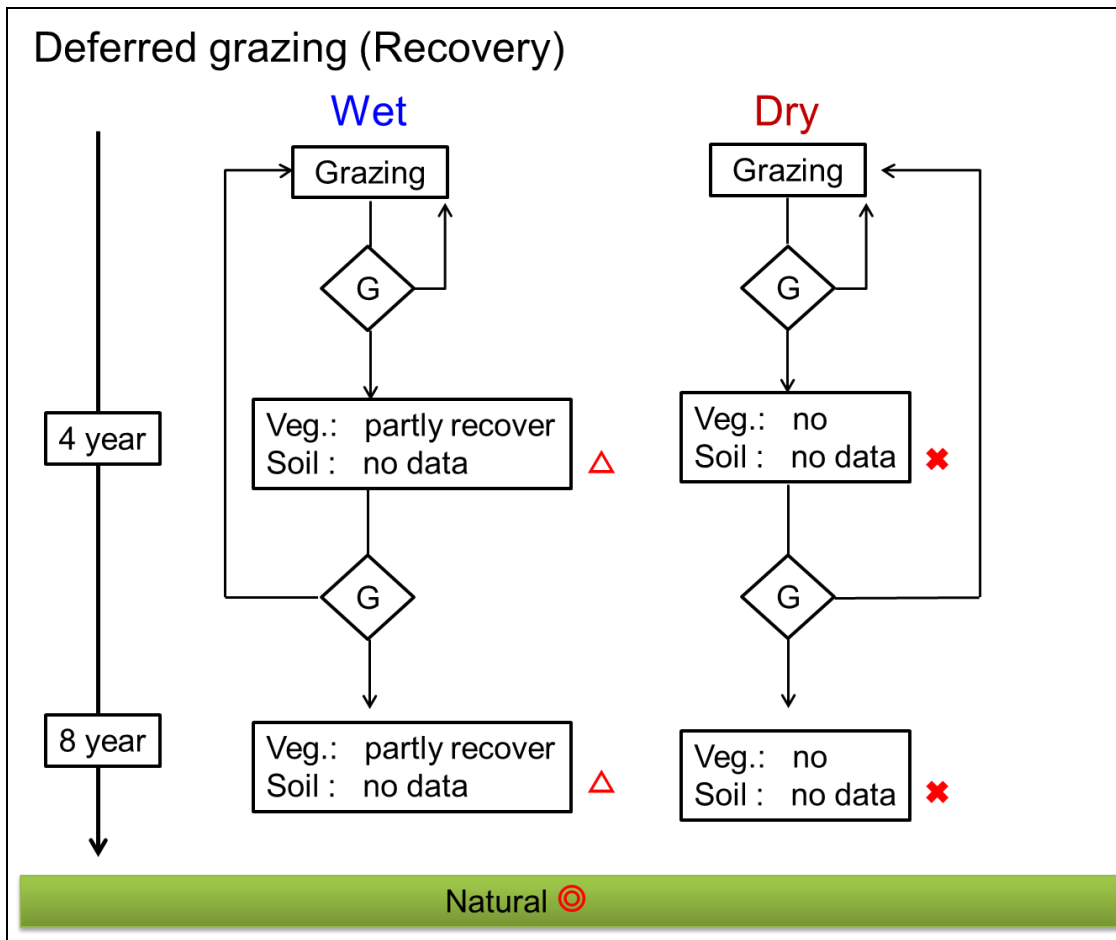 Deferred grazing (Recovery)
Wet
Dry
Grazing
Grazing
G
G
4 year
Veg.: partly recover
Soil : no data
Veg.: no
Soil : no data
G
G
8 year
Veg.: partly recover
Soil : no data
Veg.: no
Soil : no data
Natural